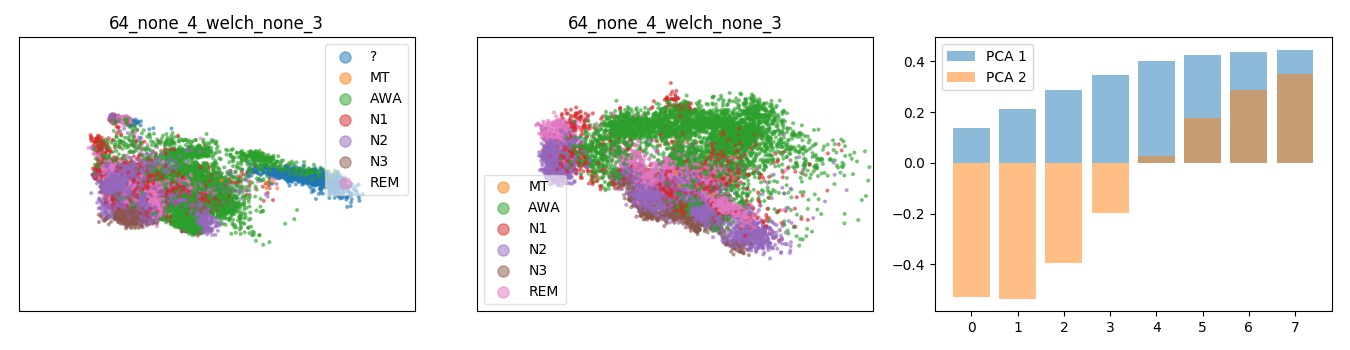 64_none_4_welch_none_3
?
MT
AWA
N1
N2
N3
REM
64_none_4_welch_none_3
MT
AWA
N1
N2
N3
REM
PCA 1
PCA 2
0.4
0.2
0.0
−0.2
−0.4
0 1 2 3 4 5 6 7